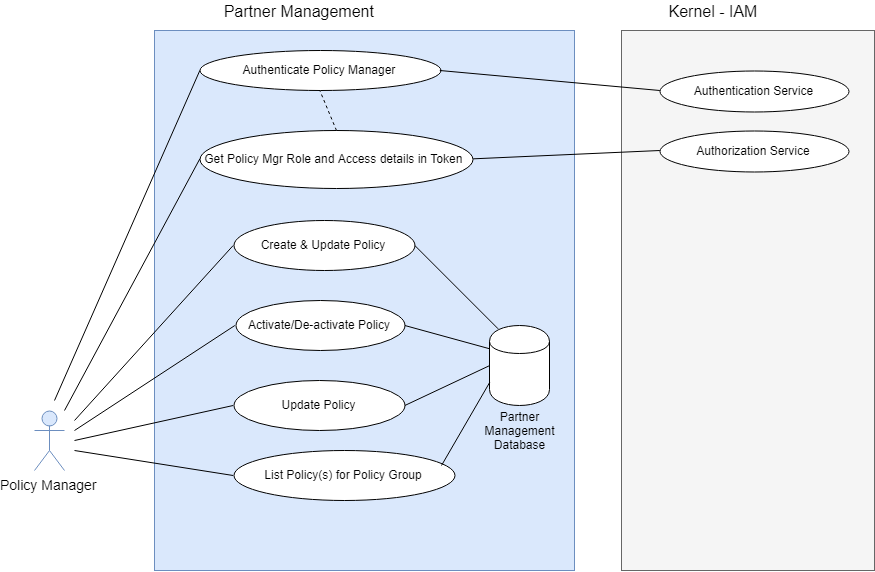 Partner Management
Kernel - IAM
Authenticate Policy Manager
Authentication Service
Get Policy Mgr Role and Access details in Token
Authorization Service
Create & Update Policy
Activate/De-activate Policy
Update Policy
Partner
Management
Database
List Policy(s) for Policy Group
Policy Manager